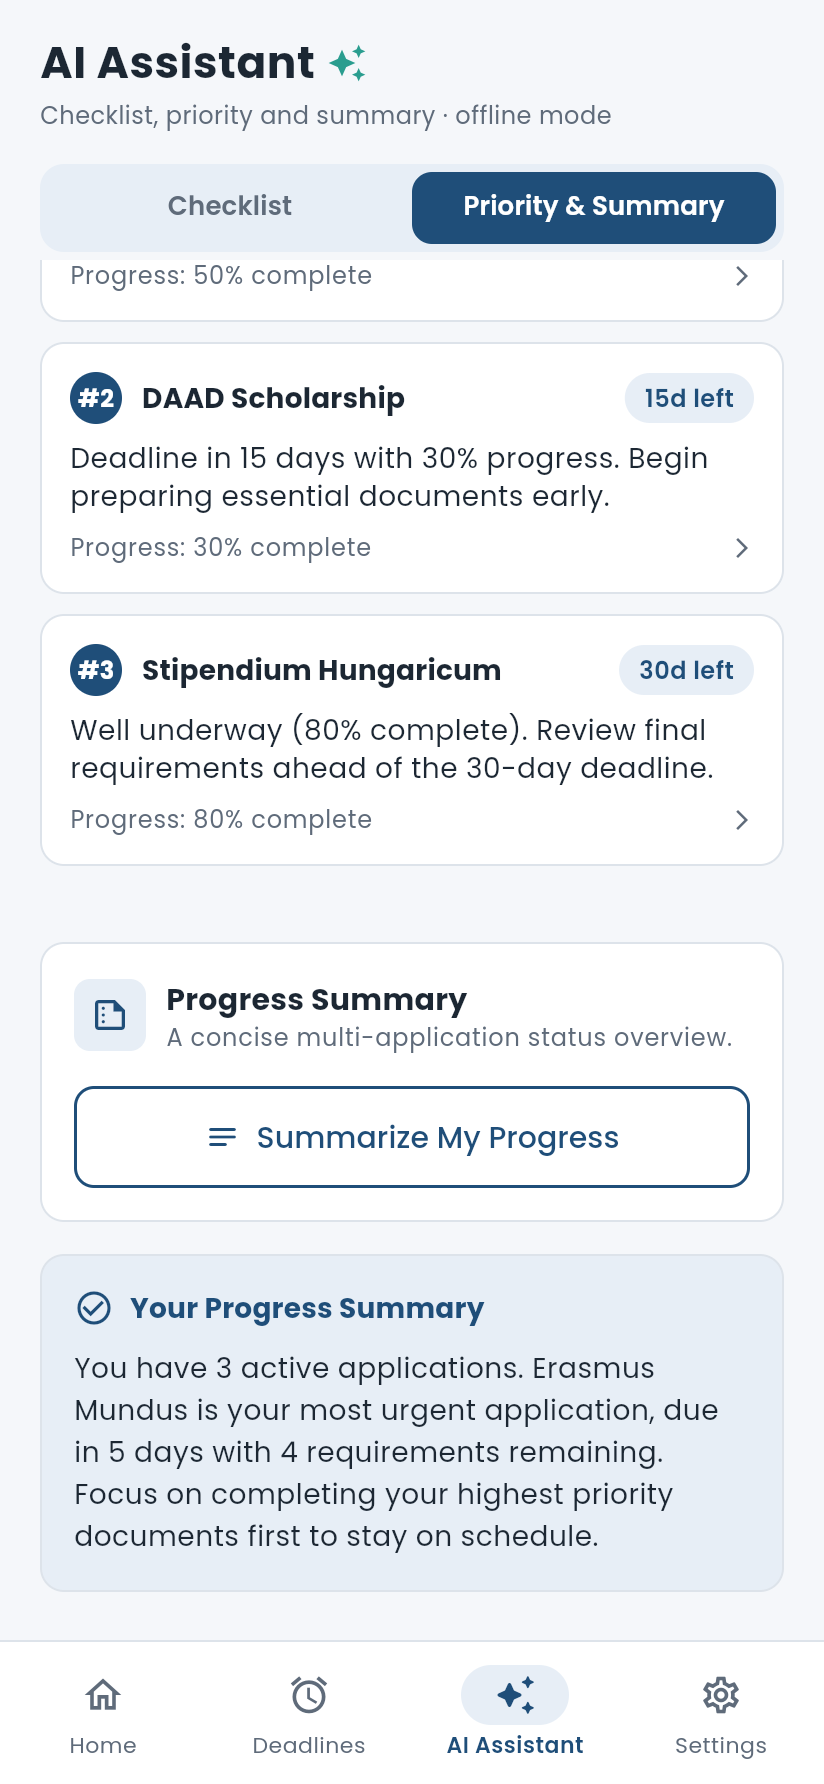 AI Assistant
Checklist, priority and summary · offline mode
Checklist
Priority & Summary
Progress: 50% complete
#2
DAAD Scholarship
15d left
Deadline in 15 days with 30% progress. Begin
preparing essential documents early.
Progress: 30% complete
#3
Stipendium Hungaricum
30d left
Well underway (80% complete). Review final
requirements ahead of the 30-day deadline.
Progress: 80% complete
Progress Summary
A concise multi-application status overview.
Summarize My Progress
Your Progress Summary
You have 3 active applications. Erasmus
Mundus is your most urgent application, due
in 5 days with 4 requirements remaining.
Focus on completing your highest priority
documents first to stay on schedule.
Home
Deadlines
AI Assistant
Settings